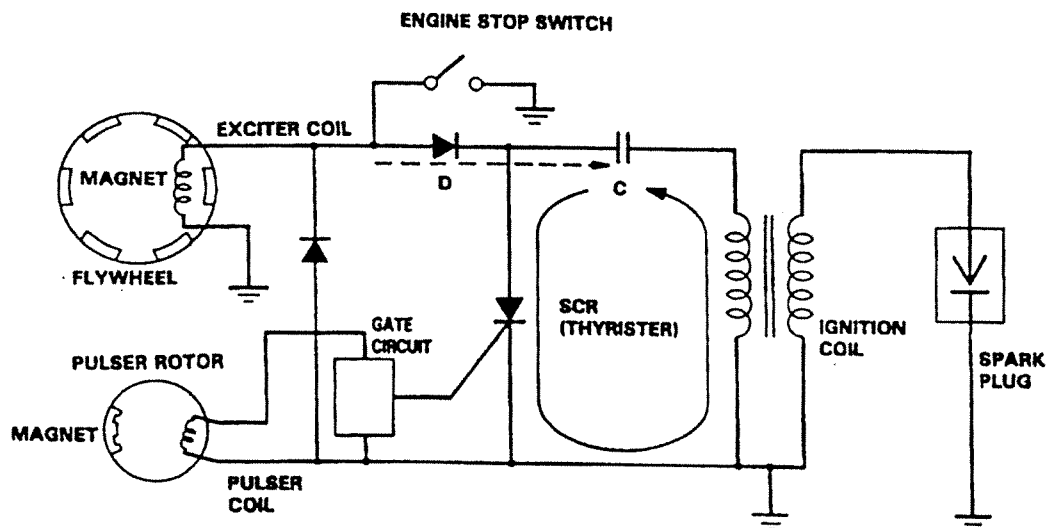 ENGINE STOP SWITCH
EXCITER COIL
MAGNET
D
C
FLYWHEEL
SCR
(THYRISTER)
GATE
CIRCUIT
IGNITION
COIL
PULSER ROTOR
SPARK
PLUG
MAGNET
PULSER
COIL